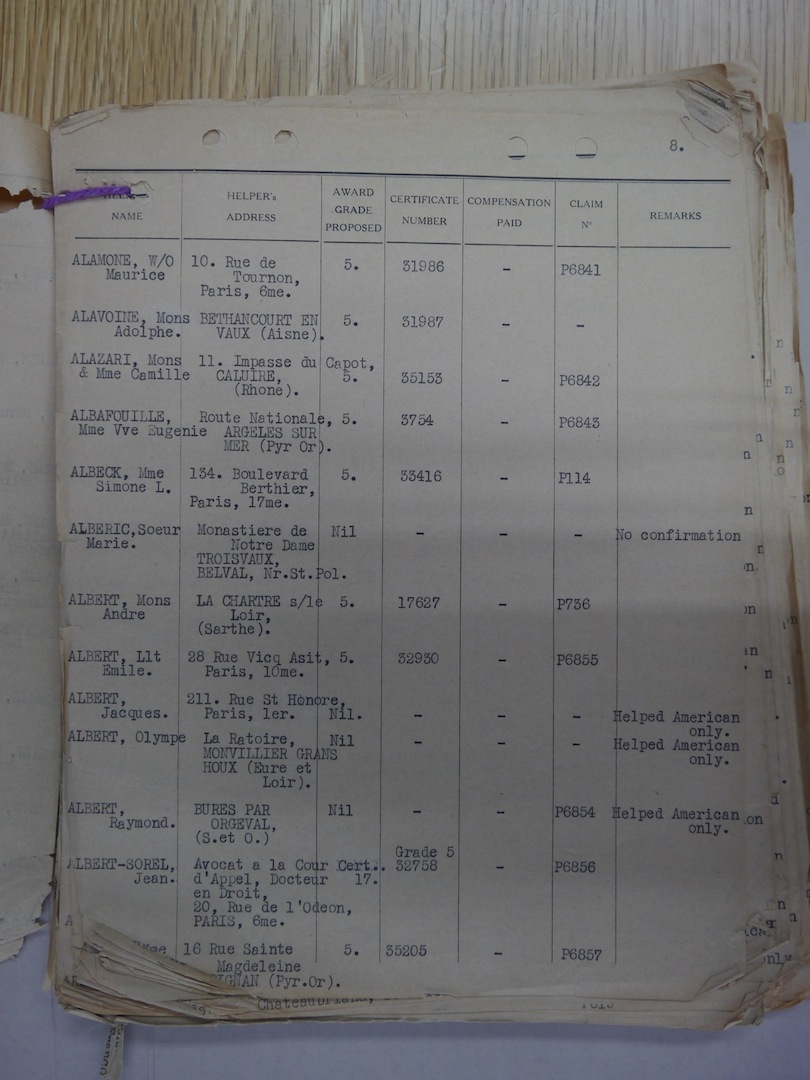 8.
NAME
HELPER's ADDRESS
AWARD GRADE PROPOSED
CERTIFICATE NUMBER
COMPENSATION PAID
CLAIM Nº
REMARKS
ALAMONE, W/O 10. Rue de 5. 31986 - P6841
Maurice Tournon,
Paris, 6me.
ALAVOINE, Mons BETHANCOURT EN 5. 31987 - -
Adolphe. VAUX (Aisne).
ALAZARI, Mons 11. Impasse du Capot,
& Mme Camille CALUIRE, 5. 35153 - P6842
(Rhone).
ALBAFOUILLE, Route Nationale, 5. 3754 - P6843
Mme Vve Eugenie ARGELES SUR
MER (Pyr Or).
ALBECK, Mme 134. Boulevard 5. 33416 - P114
Simone L. Berthier,
Paris, 17me.
ALBERIC,Soeur Monastiere de Nil - - - No confirmation
Marie. Notre Dame
TROISVAUX,
BELVAL, Nr.St.Pol.
ALBERT, Mons LA CHARTRE s/le 5. 17627 - P736
Andre Loir,
(Sarthe).
ALBERT, Llt 28 Rue Vicq Asit, 5. 32930 - P6855
Emile. Paris, 10me.
ALBERT, 211. Rue St Honore,
Jacques. Paris, 1er. Nil. - - - Helped American
only.
ALBERT, Olympe La Ratoire, Nil - - - Helped American
MONVILLIER GRANS only.
HOUX (Eure et
Loir).
ALBERT, BURES PAR Nil - - P6854 Helped American
Raymond. ORGEVAL, only.
(S.et O.)
Grade 5
ALBERT-SOREL, Avocat a la Cour Cert.. 32758 - P6856
Jean. d'Appel, Docteur 17.
en Droit,
20, Rue de l'Odeon,
PARIS, 6me.
16 Rue Sainte 5. 35205 - P6857
Magdeleine
(Pyr.Or).
Chateaubriand,